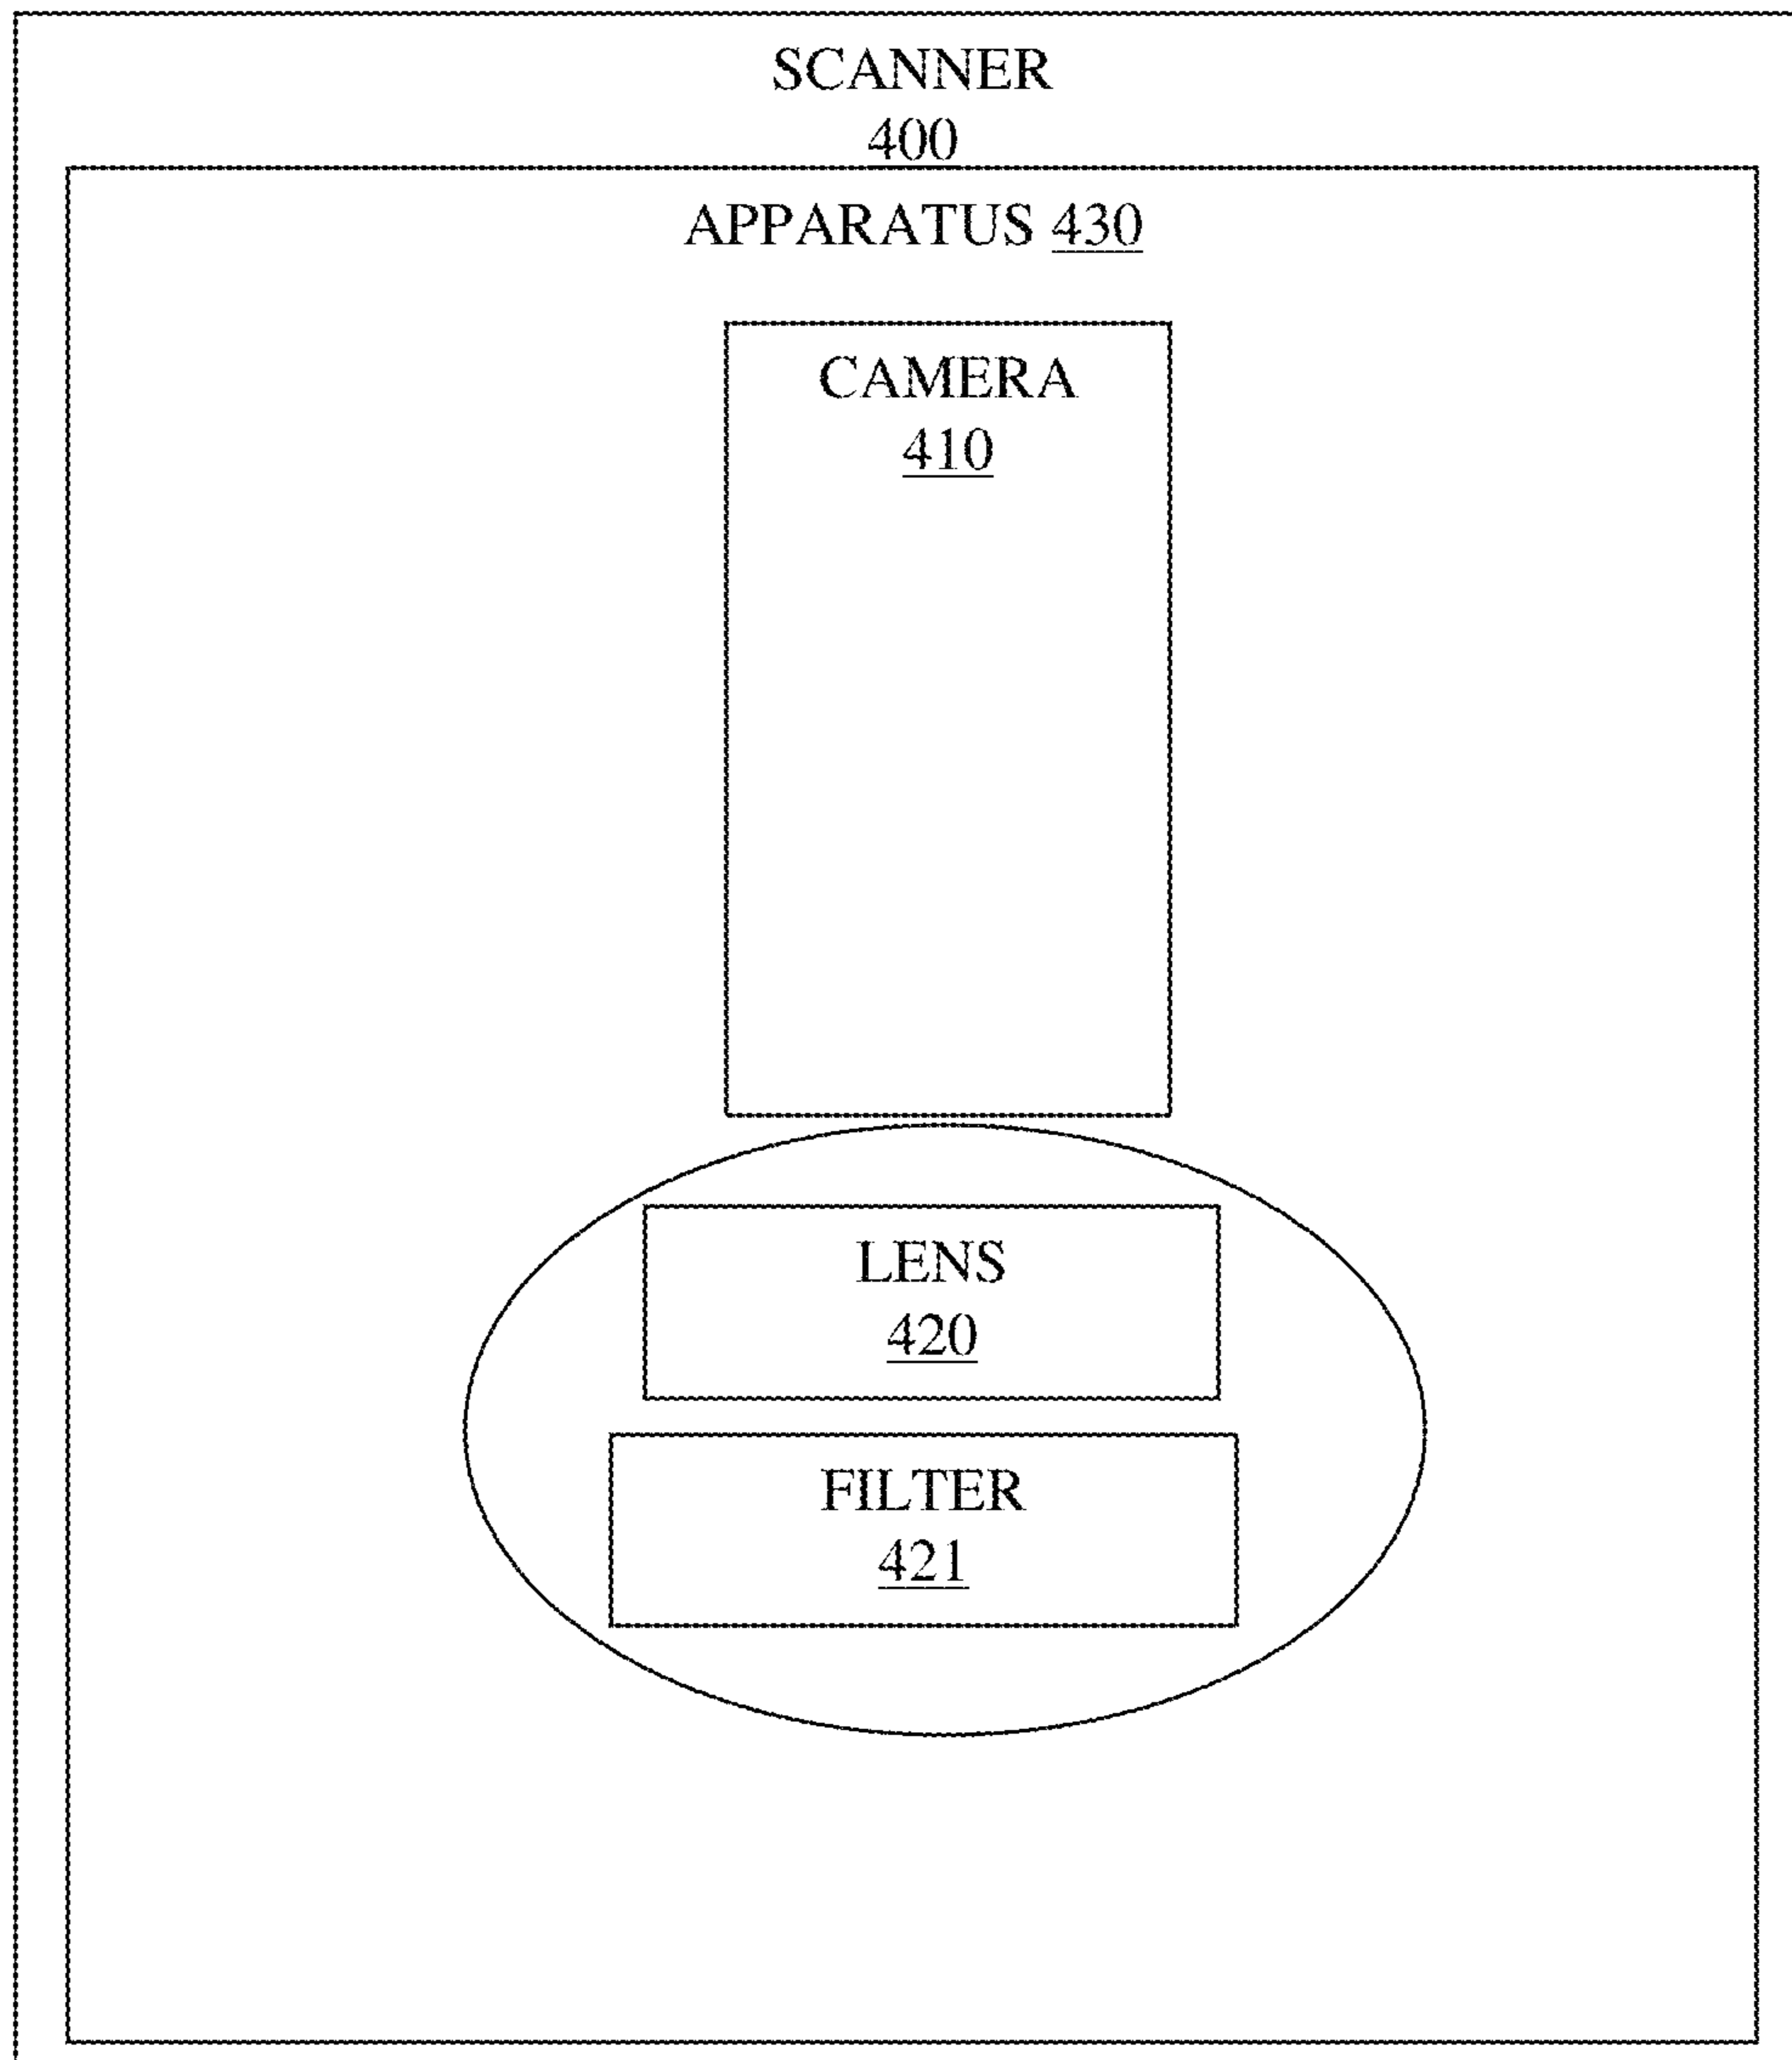 SCANNER
400
APPARATUS 430
CAMERA
410
LENS
420
FILTER
421